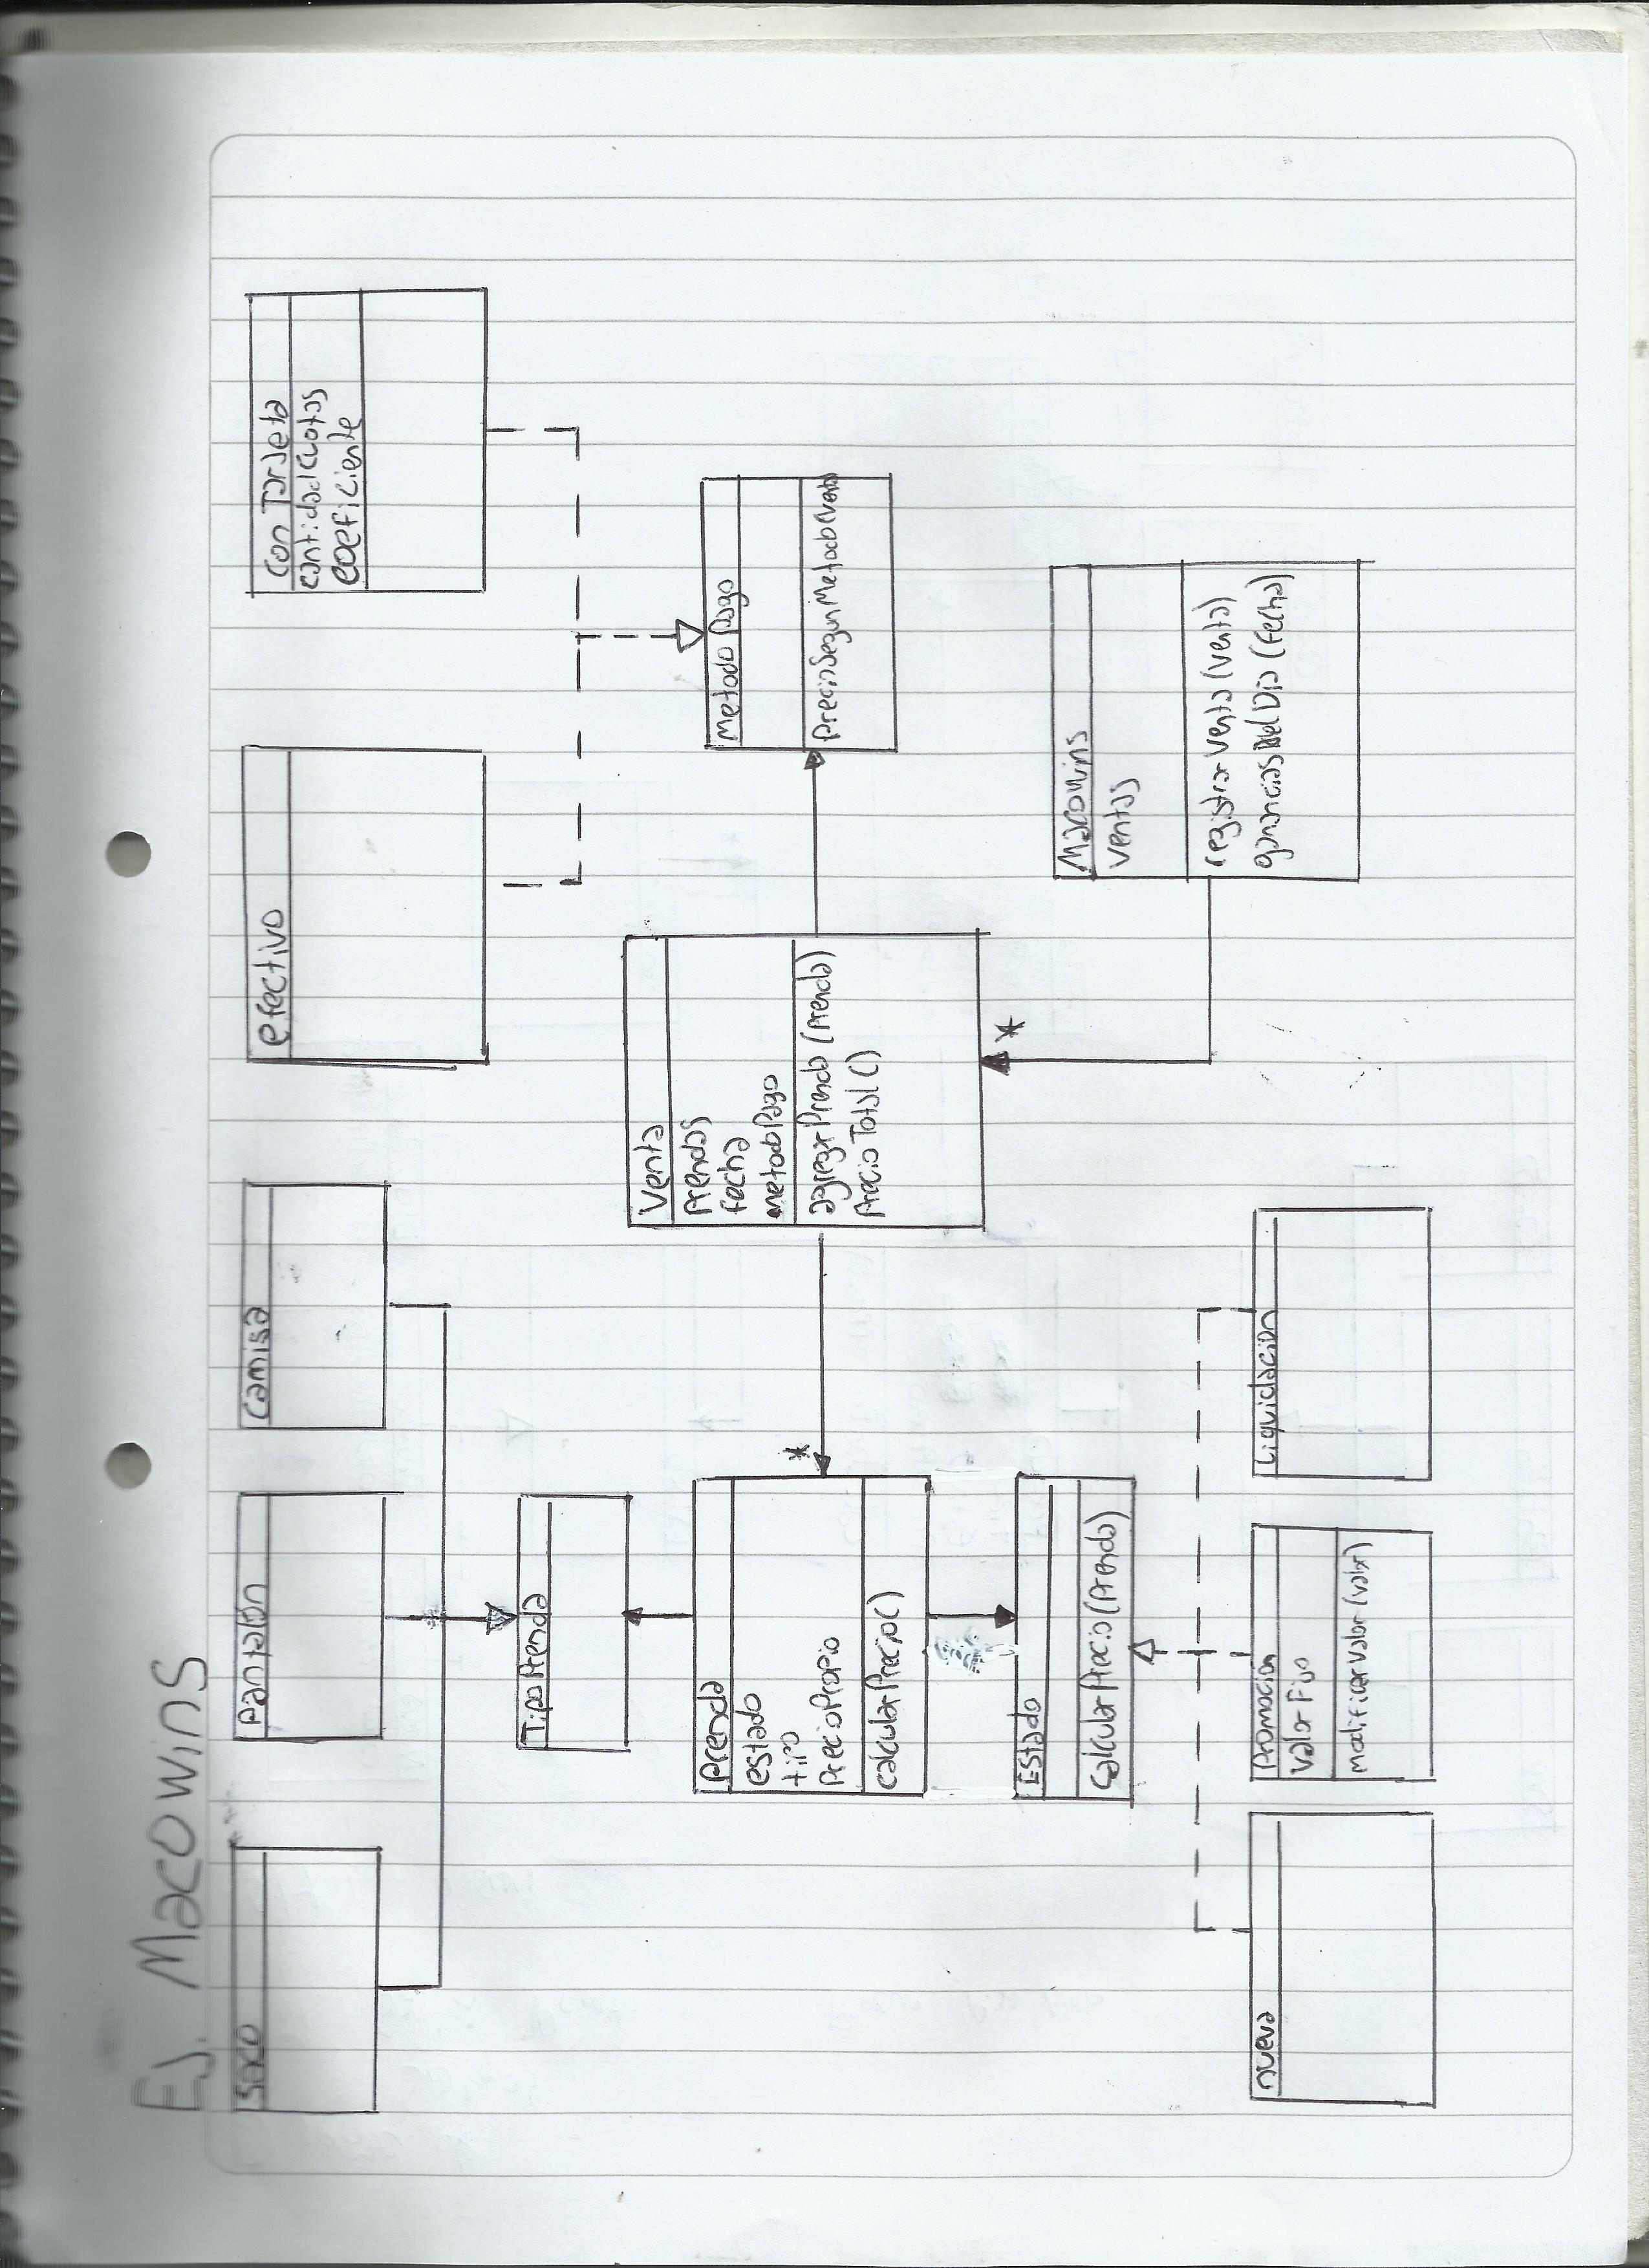 Ej. Macowins
saco
Pantalón
camisa
efectivo
con Tarjeta
cantidadCuotas
coeficiente
TipoPrenda
Prenda
estado
tipo
PrecioPropio
calcularPrecio()
*
Venta
Prendas
fecha
metodoPago
agregarPrenda (Prenda)
PrecioTotal ()
MetodoPago
PrecioSegunMetodo(Venta)
*
Estado
calcularPrecio(Prenda)
nueva
Promocion
ValorFijo
modificarValor (valor)
Liquidacion
Macowins
Ventas
registrarVenta (Venta)
gananciasDelDia (fecha)